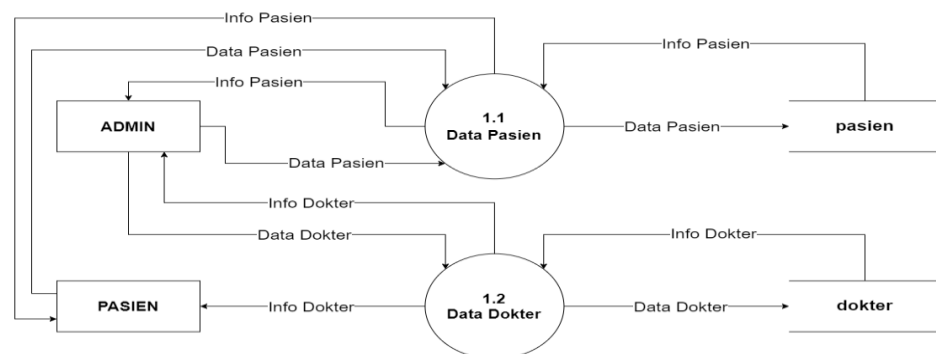 Info Pasien
Data Pasien
Info Pasien
Info Pasien
ADMIN
1.1
Data Pasien
Data Pasien
pasien
Data Pasien
Info Dokter
Data Dokter
Info Dokter
PASIEN
Info Dokter
1.2
Data Dokter
Data Dokter
dokter